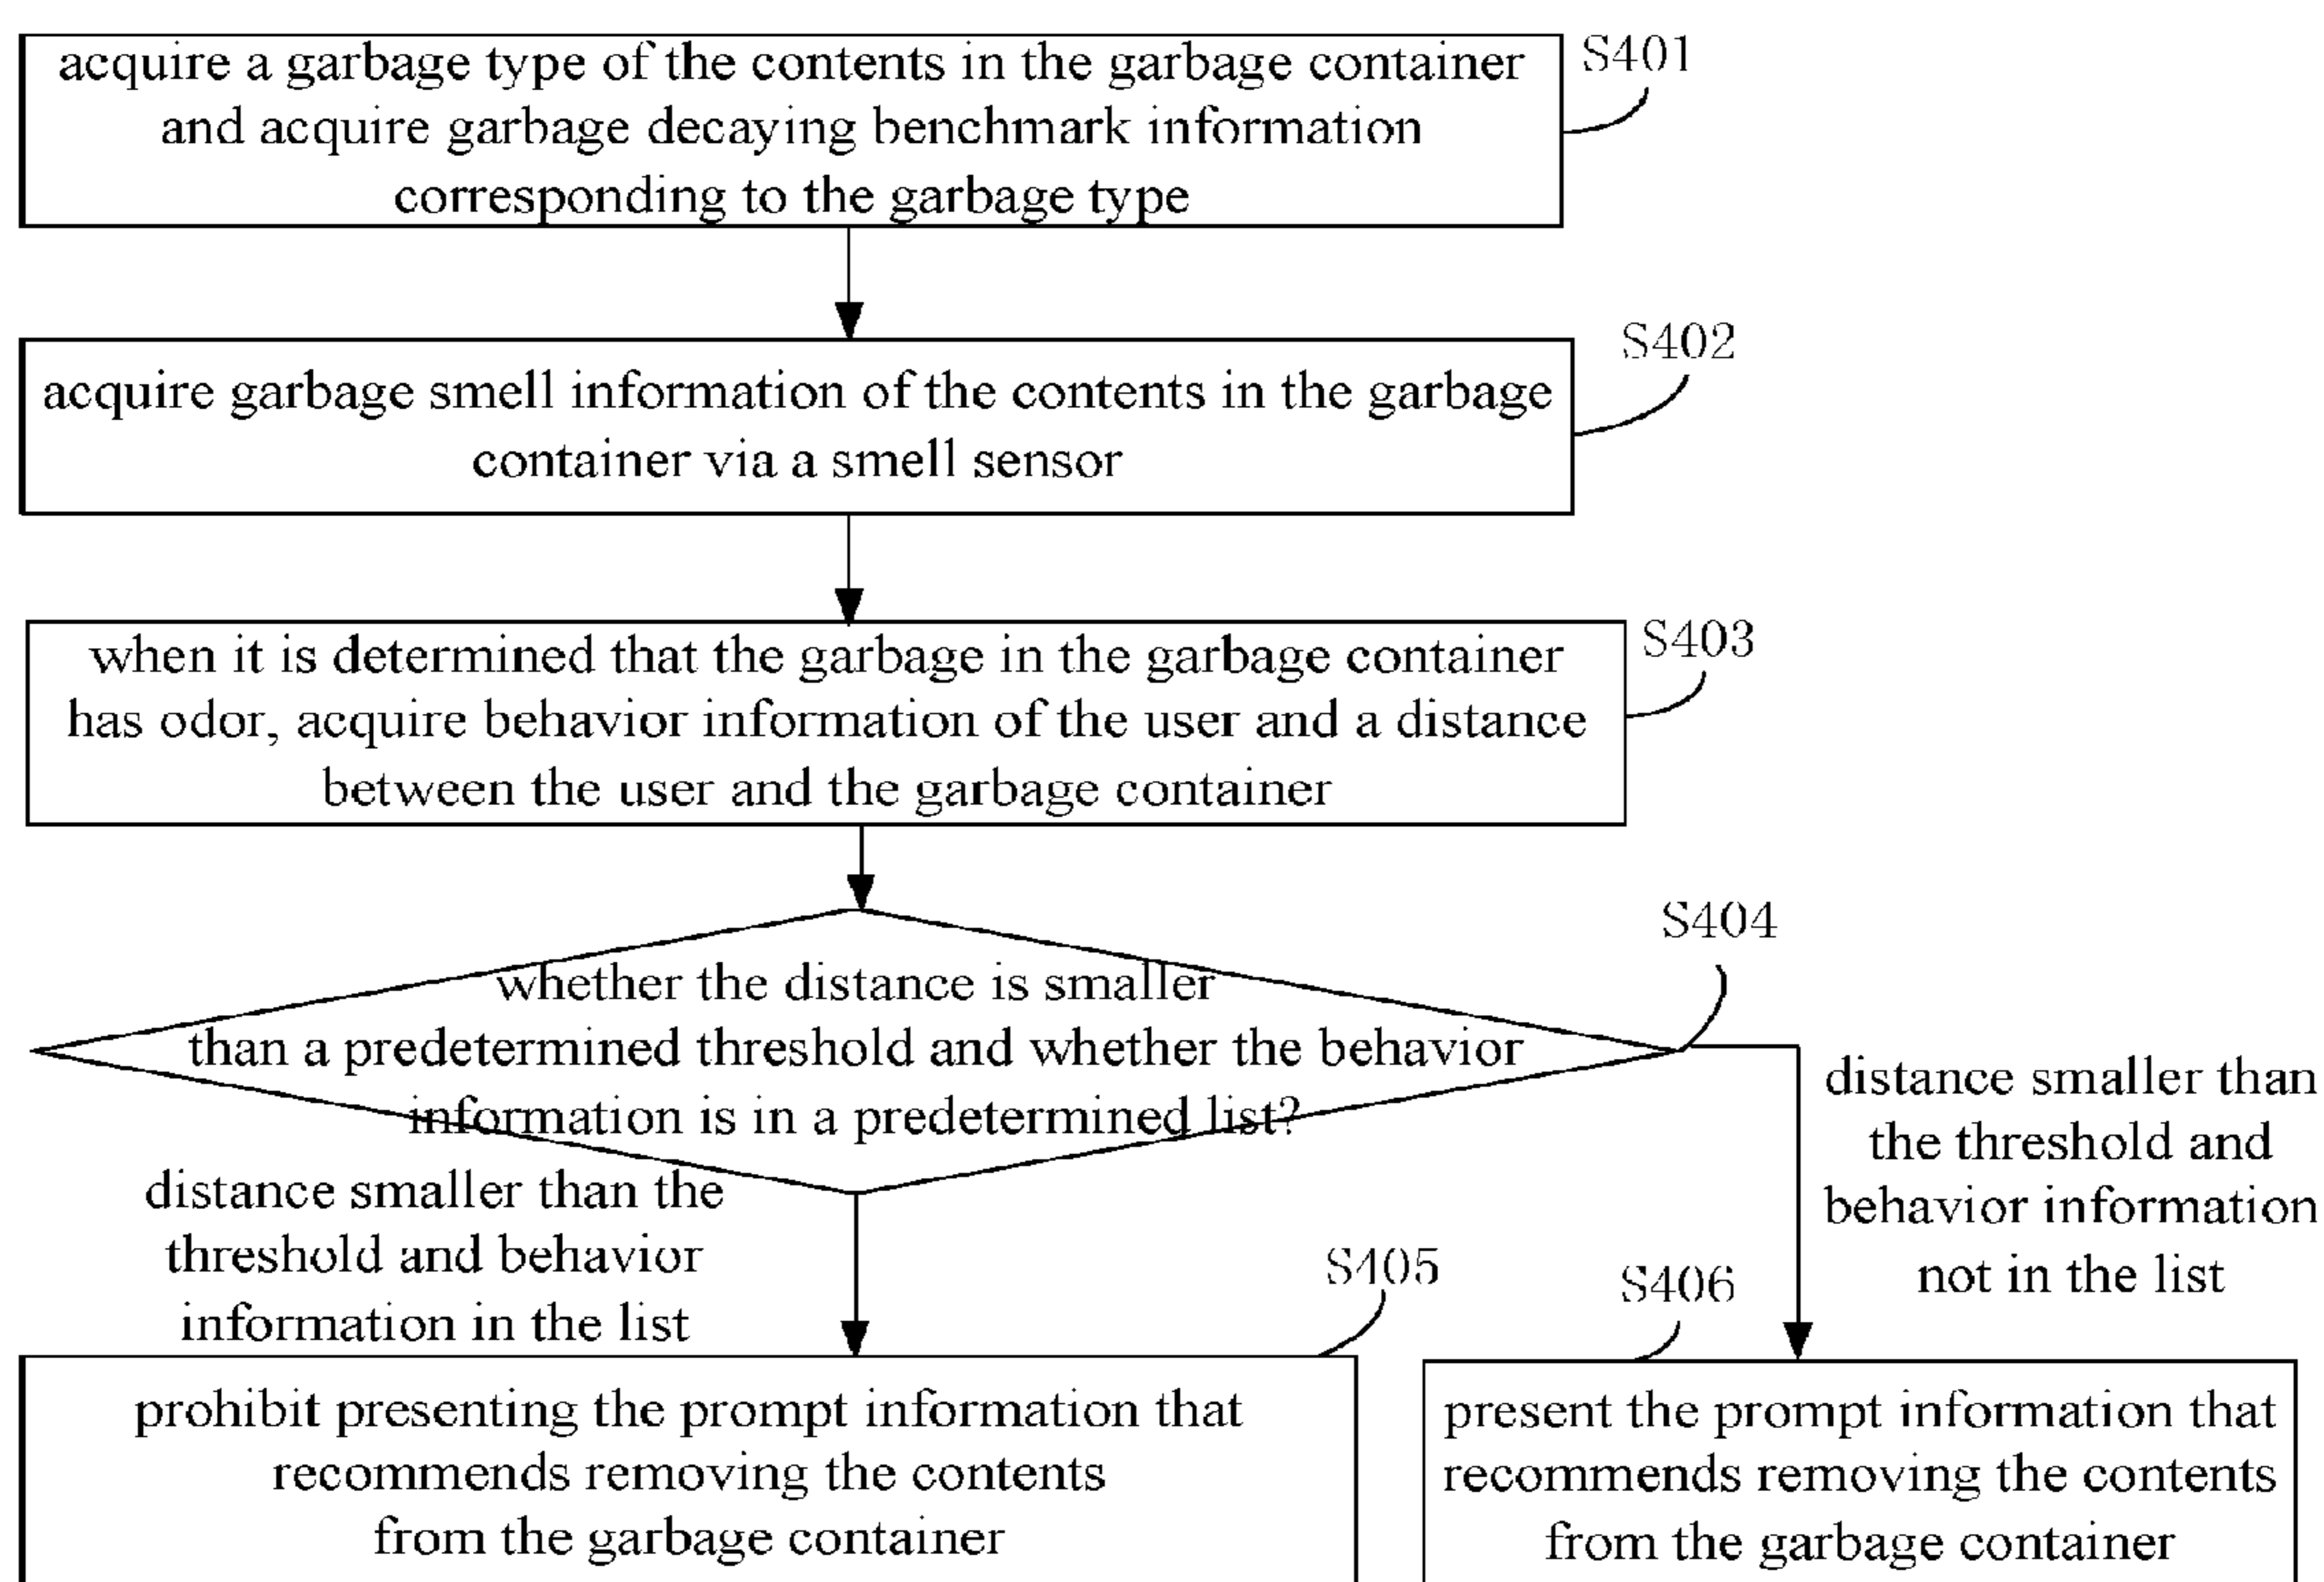 acquire a garbage type of the contents in the garbage container
and acquire garbage decaying benchmark information
corresponding to the garbage type
S401
acquire garbage smell information of the contents in the garbage
container via a smell sensor
S402
when it is determined that the garbage in the garbage container
has odor, acquire behavior information of the user and a distance
between the user and the garbage container
S403
whether the distance is smaller
than a predetermined threshold and whether the behavior
information is in a predetermined list?
S404
distance smaller than the
threshold and behavior
information in the list
distance smaller than
the threshold and
behavior information
not in the list
S405
prohibit presenting the prompt information that
recommends removing the contents
from the garbage container
S406
present the prompt information that
recommends removing the contents
from the garbage container